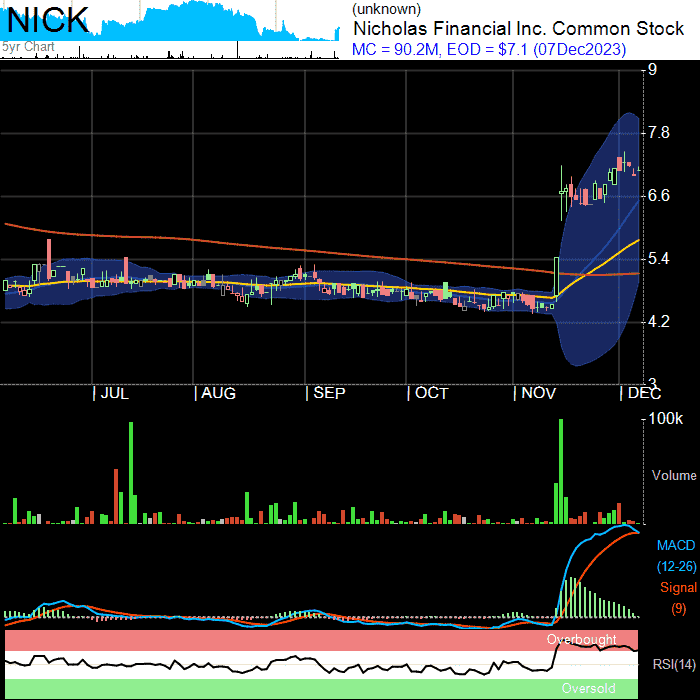 NICK
5yr Chart
(unknown)
Nicholas Financial Inc. Common Stock
MC = 90.2M, EOD = $7.1 (07Dec2023)
9
7.8
6.6
5.4
4.2
3
JUL AUG SEP OCT NOV DEC
100k
Volume
MACD
(12-26)
Signal
(9)
Overbought
RSI(14)
Oversold